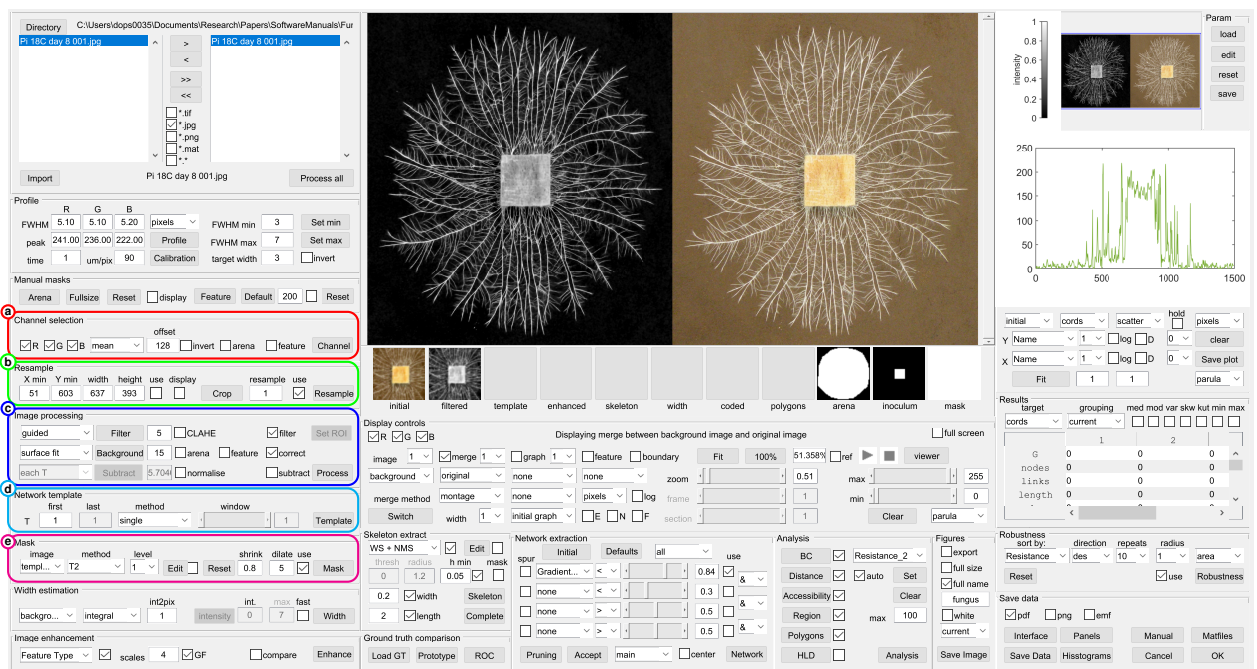 Directory C:\Users\dops0035\Documents\Research\Papers\SoftwareManuals\Fur
Pi 18C day 8 001.jpg
>
<
>>
<<
*.tif
*.jpg
*.png
*.mat
*.*
Pi 18C day 8 001.jpg
Import Pi 18C day 8 001.jpg Process all
Profile
R G B
FWHM 5.10 5.10 5.20 pixels FWHM min 3 Set min
peak 241.00 236.00 222.00 Profile FWHM max 7 Set max
time 1 um/pix 90 Calibration target width 3 invert
Manual masks
Arena Fullsize Reset display Feature Default 200 Reset
a
Channel selection
offset
R G B mean 128 invert arena feature Channel
b
Resample
X min Y min width height use display resample use
51 603 637 393 Crop 1 Resample
c
Image processing
guided Filter 5 CLAHE filter Set ROI
surface fit Background 15 arena feature correct
each T Subtract 5.704 normalise subtract Process
d
Network template
first last method window
T 1 1 single 1 Template
e
Mask
image method level shrink dilate use
templ... T2 1 Edit Reset 0.8 5 Mask
Width estimation
int2pix int. max fast
backgro... integral 1 intensity 0 7 Width
Image enhancement
Feature Type scales 4 GF compare Enhance
initial filtered template enhanced skeleton width coded polygons arena inoculum mask
Display controls
R G B Displaying merge between background image and original image full screen
image 1 merge 1 graph 1 feature boundary Fit 100% 51.358% ref viewer
background original none none zoom 0.51 max 255
merge method montage none pixels log frame 1 min 0
Switch width 1 initial graph E N F section 1 Clear parula
Skeleton extract
WS + NMS Edit
thresh radius h min mask
0 1.2 0.05
0.2 width Skeleton
2 length Complete
Ground truth comparison
Load GT Prototype ROC
Network extraction
Initial Defaults all
spur use
Gradient... < 0.84 &
none < 0.3 &
none > 0.5 &
none > 0.5
Pruning Accept main center Network
Analysis
BC Resistance_2
Distance auto Set
Accessibility Clear
Region max 100
Polygons
HLD Analysis
Figures
export
full size
full name
fungus
white
current
Save Image
1
0.8
0.6
0.4
0.2
0
intensity
Param
load
edit
reset
save
250
200
150
100
50
0
0 500 1000 1500
hold
initial cords scatter pixels
Y Name 1 log D 0 clear
X Name 1 log D 0 Save plot
Fit 1 1 parula
Results
target grouping med mod var skw kut min max
cords current
1 2
G 0 0 0
nodes 0 0 0
links 0 0 0
length 0 0 0
Robustness
sort by: direction repeats radius
Resistance des 10 1 area
Reset use Robustness
Save data
pdf png emf
Interface Panels Manual Matfiles
Save Data Hisstograms Cancel OK